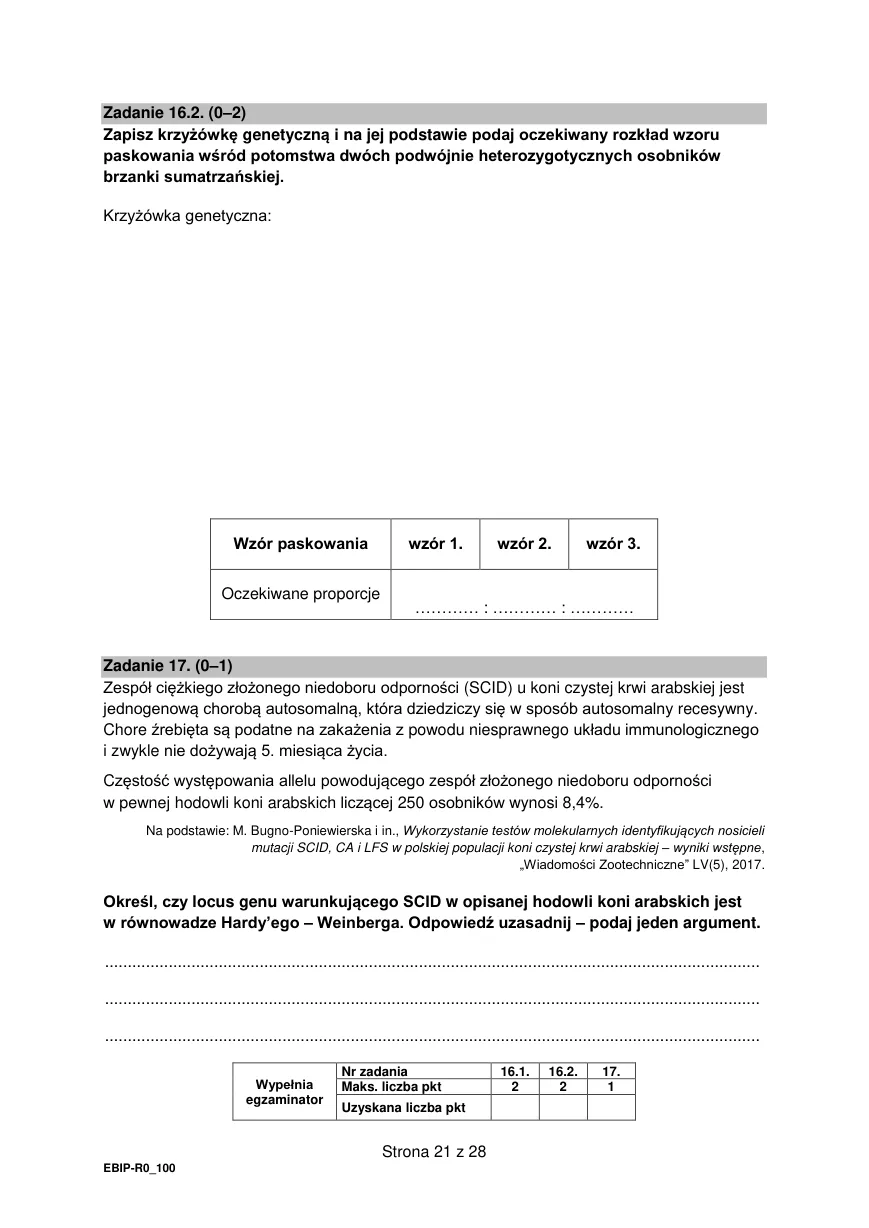 Zadanie 16.2. (0–2)
Zapisz krzyżówkę genetyczną i na jej podstawie podaj oczekiwany rozkład wzoru
paskowania wśród potomstwa dwóch podwójnie heterozygotycznych osobników
brzanki sumatrzańskiej.
Krzyżówka genetyczna:
Wzór paskowania wzór 1. wzór 2. wzór 3.
Oczekiwane proporcje
………… : ………… : …………
Zadanie 17. (0–1)
Zespół ciężkiego złożonego niedoboru odporności (SCID) u koni czystej krwi arabskiej jest
jednogenową chorobą autosomalną, która dziedziczy się w sposób autosomalny recesywny.
Chore źrebięta są podatne na zakażenia z powodu niesprawnego układu immunologicznego
i zwykle nie dożywają 5. miesiąca życia.
Częstość występowania allelu powodującego zespół złożonego niedoboru odporności
w pewnej hodowli koni arabskich liczącej 250 osobników wynosi 8,4%.
Na podstawie: M. Bugno-Poniewierska i in., Wykorzystanie testów molekularnych identyfikujących nosicieli
mutacji SCID, CA i LFS w polskiej populacji koni czystej krwi arabskiej – wyniki wstępne,
„Wiadomości Zootechniczne” LV(5), 2017.
Określ, czy locus genu warunkującego SCID w opisanej hodowli koni arabskich jest
w równowadze Hardy’ego – Weinberga. Odpowiedź uzasadnij – podaj jeden argument.
Wypełnia
egzaminator
Nr zadania 16.1. 16.2. 17.
Maks. liczba pkt 2 2 1
Uzyskana liczba pkt
Strona 21 z 28
EBIP-R0_100